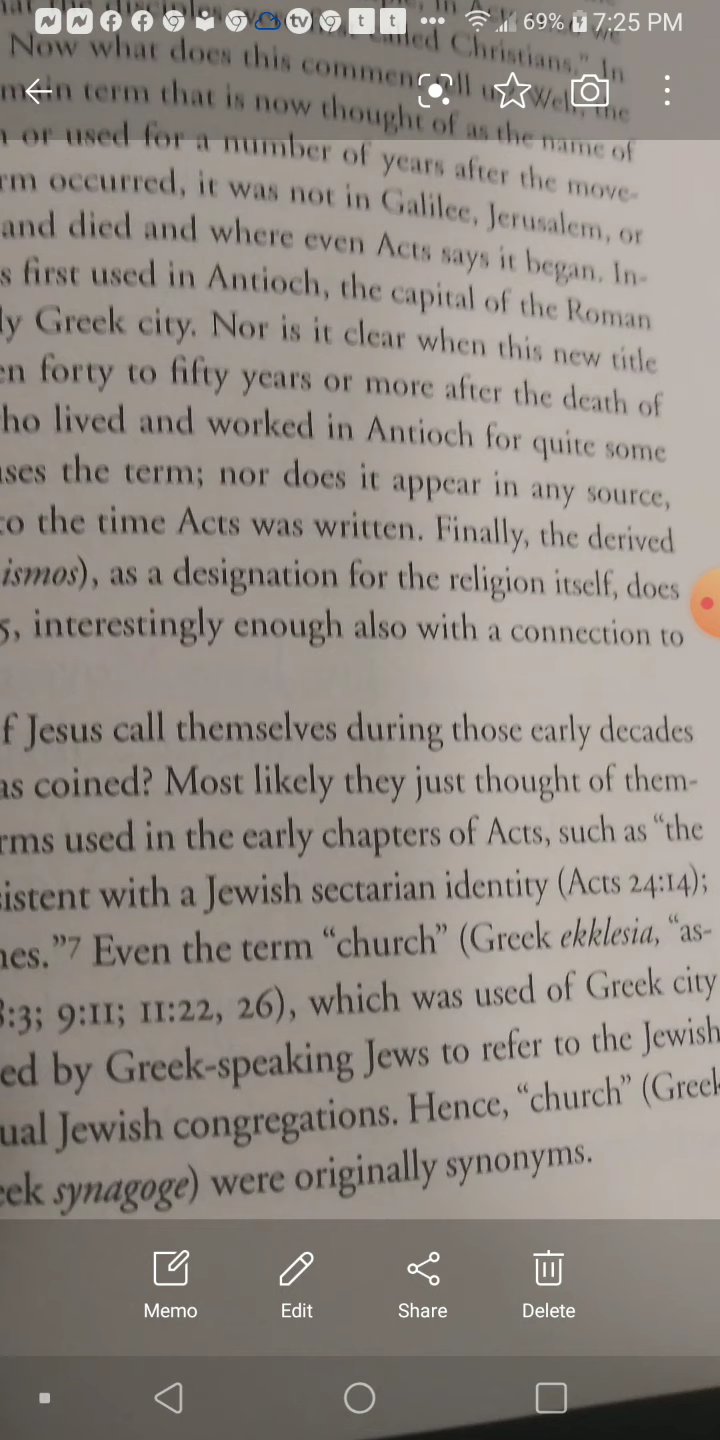 69% 7:25 PM
called Christians." In
Now what does this commen
term that is now thought of as the name of
or used for a number of years after the move-
rm occurred, it was not in Galilee, Jerusalem, or
and died and where even Acts says it began. In-
s first used in Antioch, the capital of the Roman
ly Greek city. Nor is it clear when this new title
en forty to fifty years or more after the death of
ho lived and worked in Antioch for quite some
ses the term; nor does it appear in any source,
to the time Acts was written. Finally, the derived
ismos), as a designation for the religion itself, does
5, interestingly enough also with a connection to
f Jesus call themselves during those early decades
as coined? Most likely they just thought of them-
rms used in the early chapters of Acts, such as “the
istent with a Jewish sectarian identity (Acts 24:14);
nes.”7 Even the term “church” (Greek ekklesia, “as-
8:3; 9:11; 11:22, 26), which was used of Greek city
ed by Greek-speaking Jews to refer to the Jewish
ual Jewish congregations. Hence, “church” (Greek
eek synagoge) were originally synonyms.
Memo Edit Share Delete